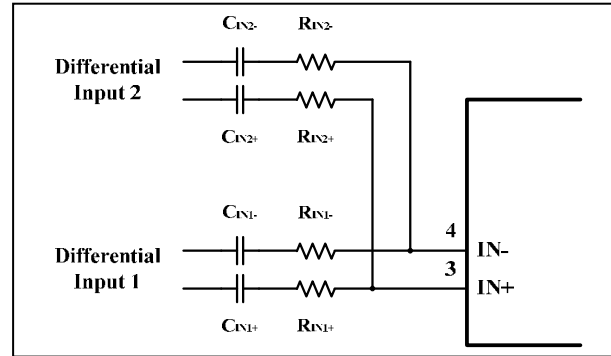 CIN2- RIN2-
Differential
Input 2
CIN2+ RIN2+
CIN1- RIN1-
4
IN-
Differential
Input 1
3
IN+
CIN1+ RIN1+